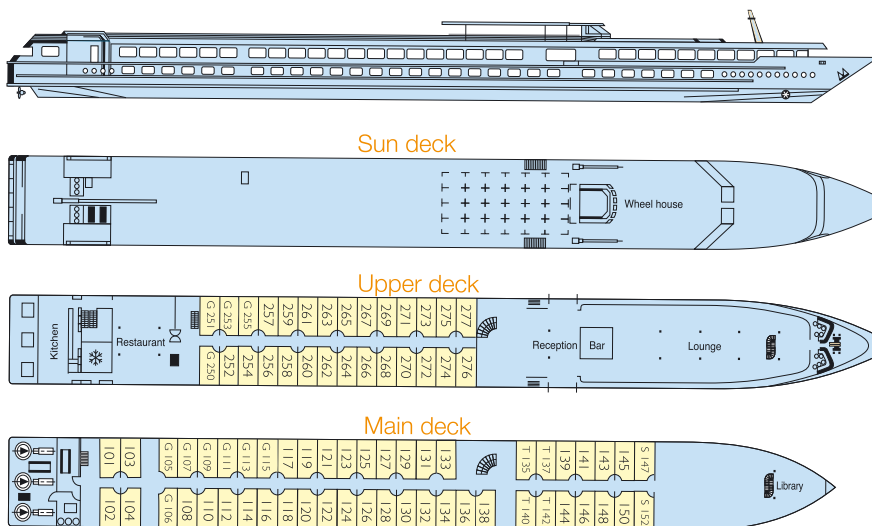 Sun deck
Wheel house
Upper deck
G 251 G 253 G 255 257 259 261 263 265 267 269 271 273 275 277
Kitchen Restaurant Reception Bar Lounge
G 250 252 254 256 258 260 262 264 266 268 270 272 274 276
Main deck
101 103 G 105 G 107 G 109 G 111 G 113 G 115 117 119 121 123 125 127 129 131 133 T 135 T 137 139 141 143 145 S 147
Library
102 104 G 106 108 110 112 114 116 118 120 122 124 126 128 130 132 134 136 138 T 140 T 142 144 146 148 150 S 152